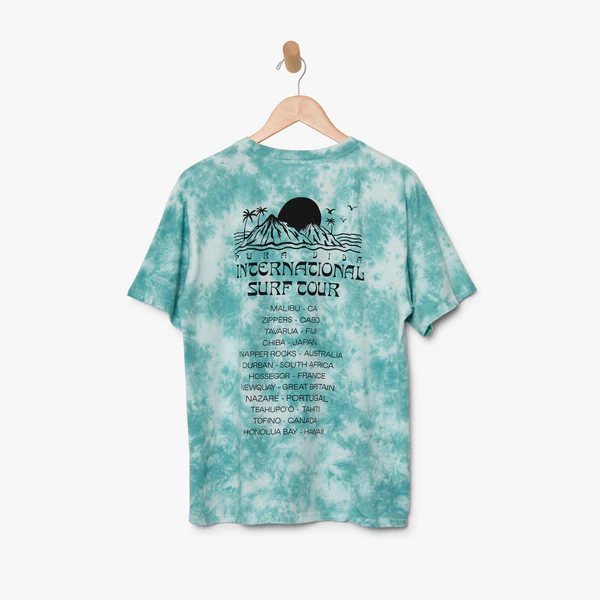 PURA VIDA
INTERNATIONAL
SURF TOUR
MALIBU - CA
ZIPPERS - CABO
TAVARUA - FIJI
CHIBA - JAPAN
SNAPPER ROCKS - AUSTRALIA
DURBAN - SOUTH AFRICA
HOSSEGOR - FRANCE
NEWQUAY - GREAT BRITAIN
NAZARE - PORTUGAL
TEAHUPO'O - TAHITI
TOFINO - CANADA
HONOLUA BAY - HAWAII